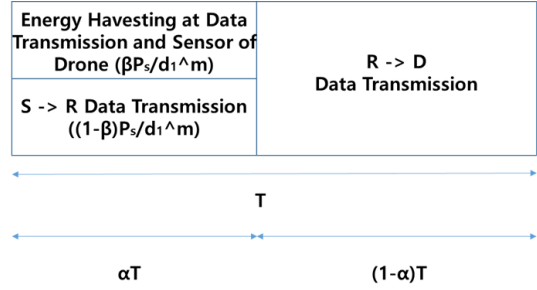 Energy Havesting at Data
Transmission and Sensor of
Drone (βPₛ/d₁^m)
S -> R Data Transmission
((1-β)Pₛ/d₁^m)
R -> D
Data Transmission
T
αT
(1-α)T